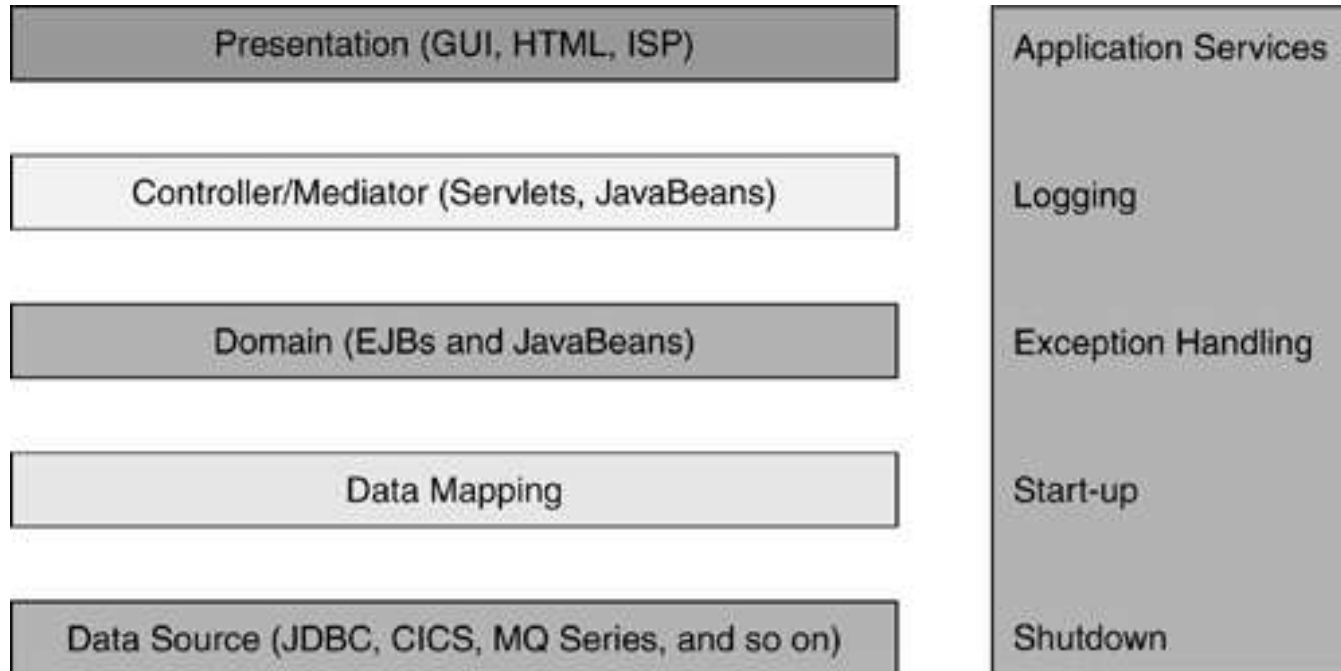 Presentation (GUI, HTML, ISP)
Controller/Mediator (Servlets, JavaBeans)
Domain (EJBs and JavaBeans)
Data Mapping
Data Source (JDBC, CICS, MQ Series, and so on)
Application Services
Logging
Exception Handling
Start-up
Shutdown